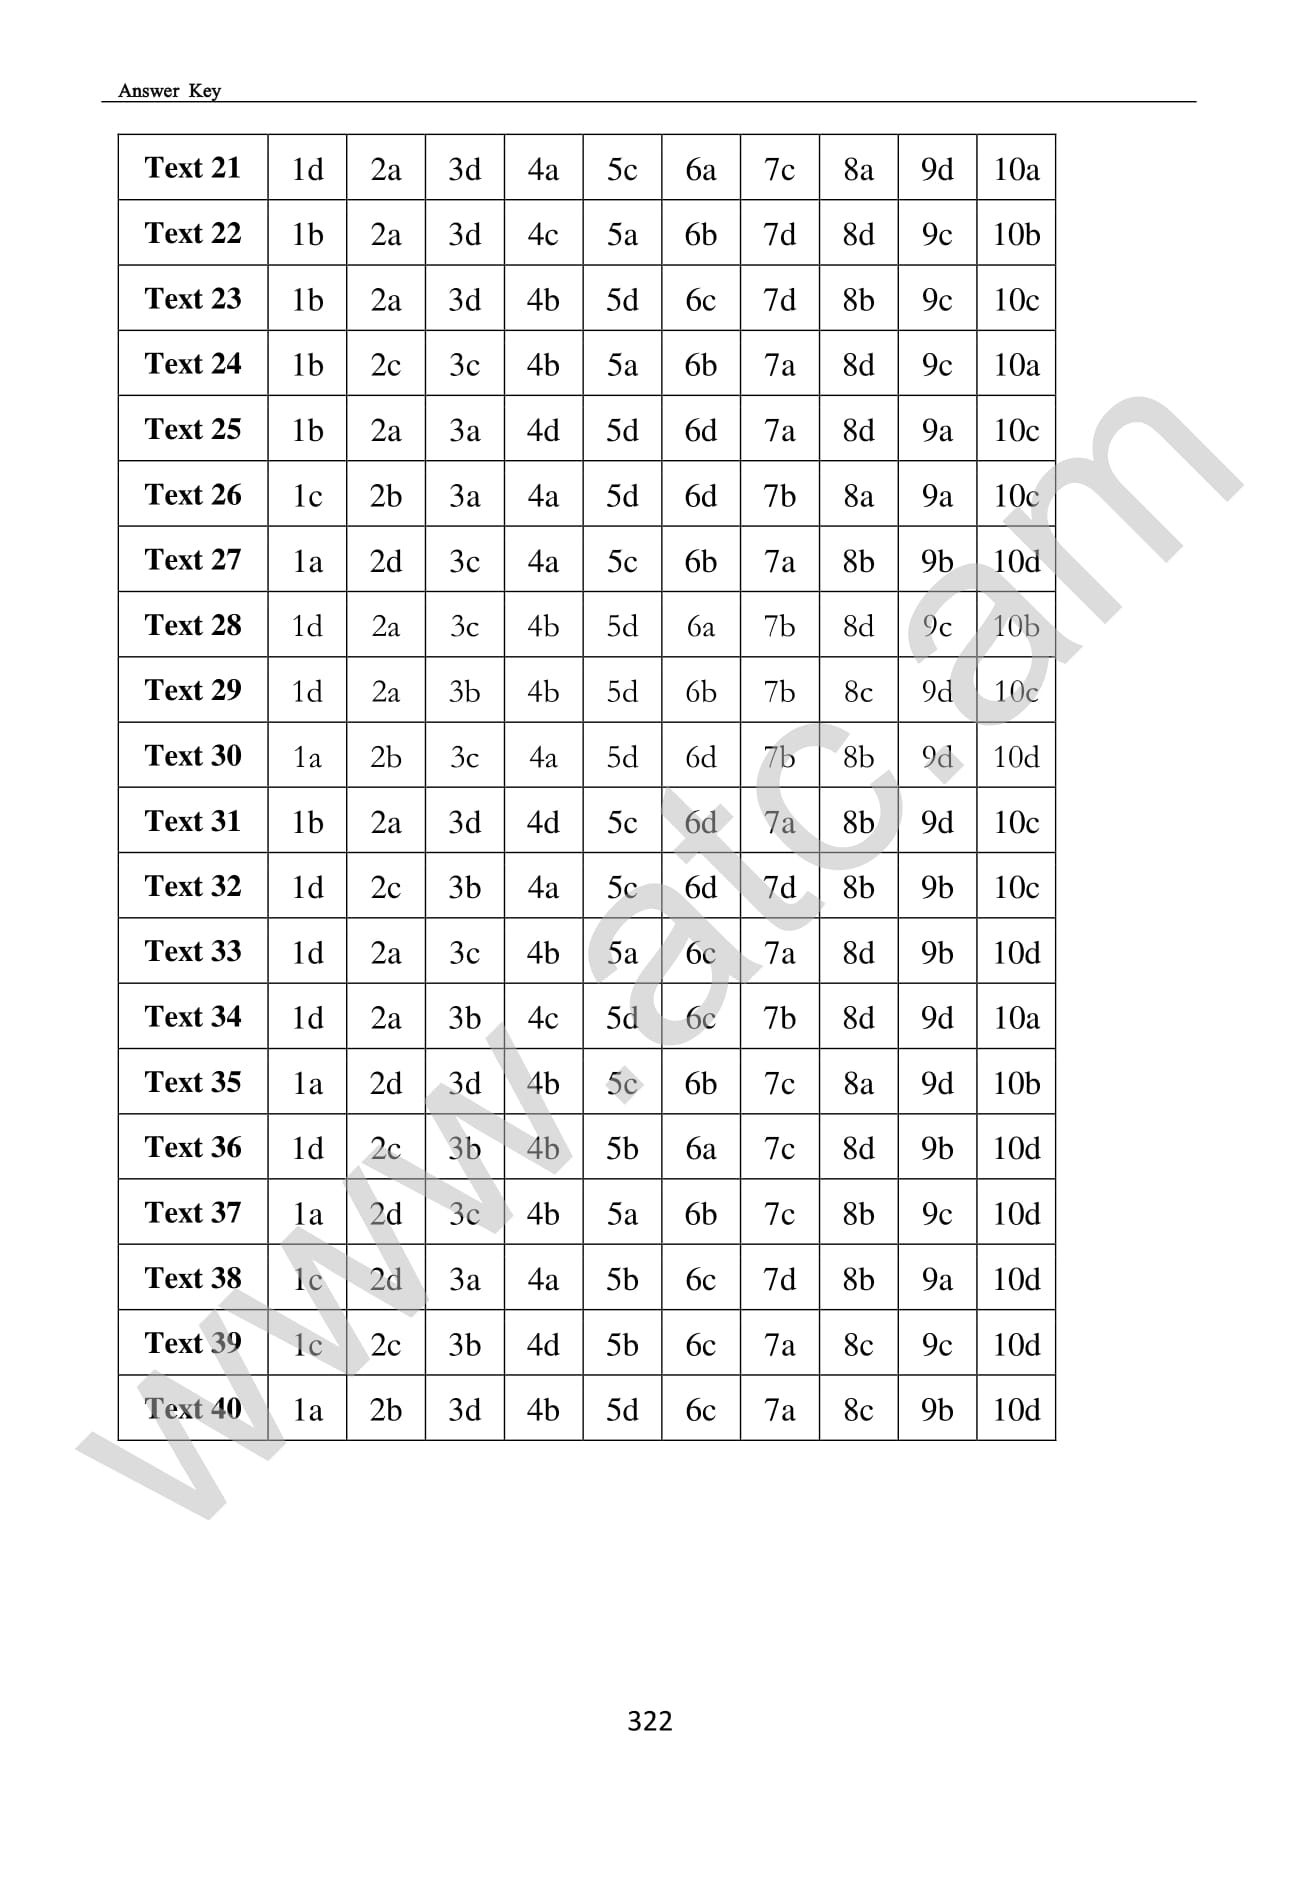 Answer Key
Text 21 1d 2a 3d 4a 5c 6a 7c 8a 9d 10a
Text 22 1b 2a 3d 4c 5a 6b 7d 8d 9c 10b
Text 23 1b 2a 3d 4b 5d 6c 7d 8b 9c 10c
Text 24 1b 2c 3c 4b 5a 6b 7a 8d 9c 10a
Text 25 1b 2a 3a 4d 5d 6d 7a 8d 9a 10c
Text 26 1c 2b 3a 4a 5d 6d 7b 8a 9a 10c
Text 27 1a 2d 3c 4a 5c 6b 7a 8b 9b 10d
Text 28 1d 2a 3c 4b 5d 6a 7b 8d 9c 10b
Text 29 1d 2a 3b 4b 5d 6b 7b 8c 9d 10c
Text 30 1a 2b 3c 4a 5d 6d 7b 8b 9d 10d
Text 31 1b 2a 3d 4d 5c 6d 7a 8b 9d 10c
Text 32 1d 2c 3b 4a 5c 6d 7d 8b 9b 10c
Text 33 1d 2a 3c 4b 5a 6c 7a 8d 9b 10d
Text 34 1d 2a 3b 4c 5d 6c 7b 8d 9d 10a
Text 35 1a 2d 3d 4b 5c 6b 7c 8a 9d 10b
Text 36 1d 2c 3b 4b 5b 6a 7c 8d 9b 10d
Text 37 1a 2d 3c 4b 5a 6b 7c 8b 9c 10d
Text 38 1c 2d 3a 4a 5b 6c 7d 8b 9a 10d
Text 39 1c 2c 3b 4d 5b 6c 7a 8c 9c 10d
Text 40 1a 2b 3d 4b 5d 6c 7a 8c 9b 10d
www.atc.am
322